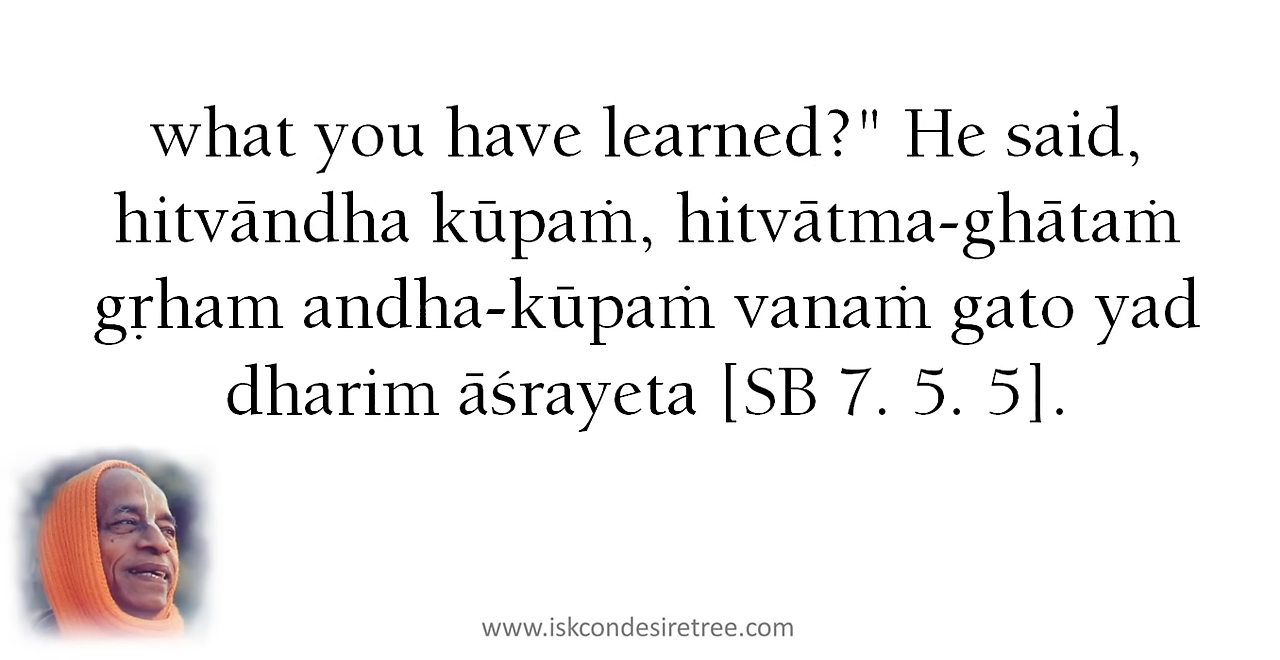 what you have learned?" He said,
hitvāndha kūpaṁ, hitvātma-ghātaṁ
gṛham andha-kūpaṁ vanaṁ gato yad
dharim āśrayeta [SB 7. 5. 5].
www.iskcondesiretree.com